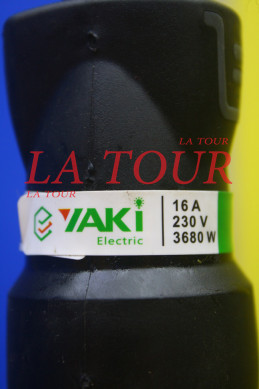 LA TOUR
LA TOUR
LA TOUR
YAKI
Electric
16 A
230 V
3680 W